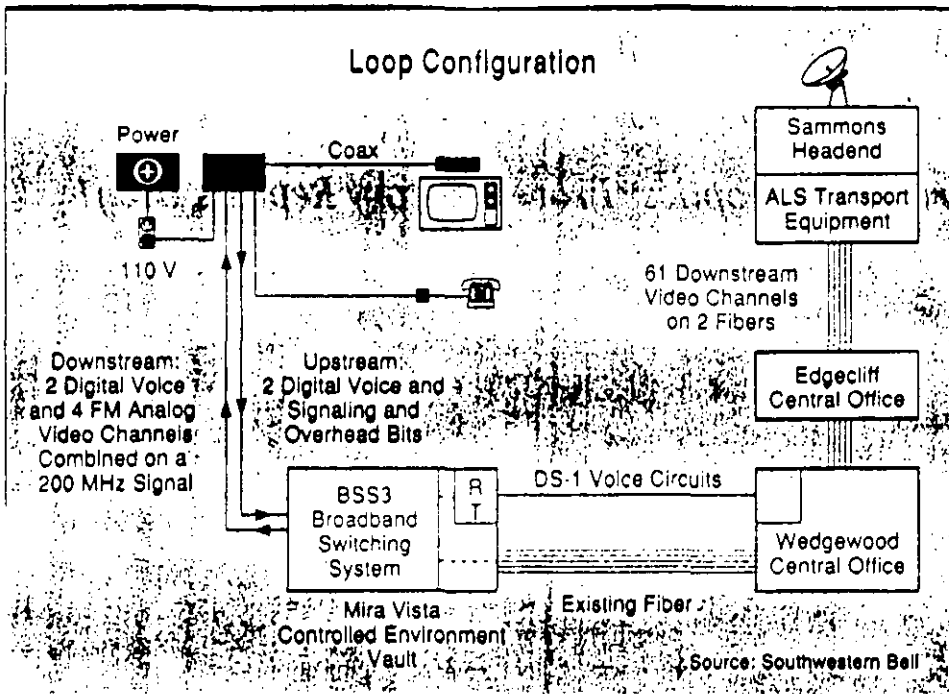 Loop Configuration
Power
Coax
110 V
Sammons
Headend
ALS Transport
Equipment
61 Downstream
Video Channels
on 2 Fibers
Downstream:
2 Digital Voice
and 4 FM Analog
Video Channels
Combined on a
200 MHz Signal
Upstream:
2 Digital Voice and
Signaling and
Overhead Bits
Edgecliff
Central Office
BSS3
Broadband
Switching
System
R
T
DS-1 Voice Circuits
Wedgewood
Central Office
Mira Vista
Controlled Environment
Vault
Existing Fiber
Source: Southwestern Bell